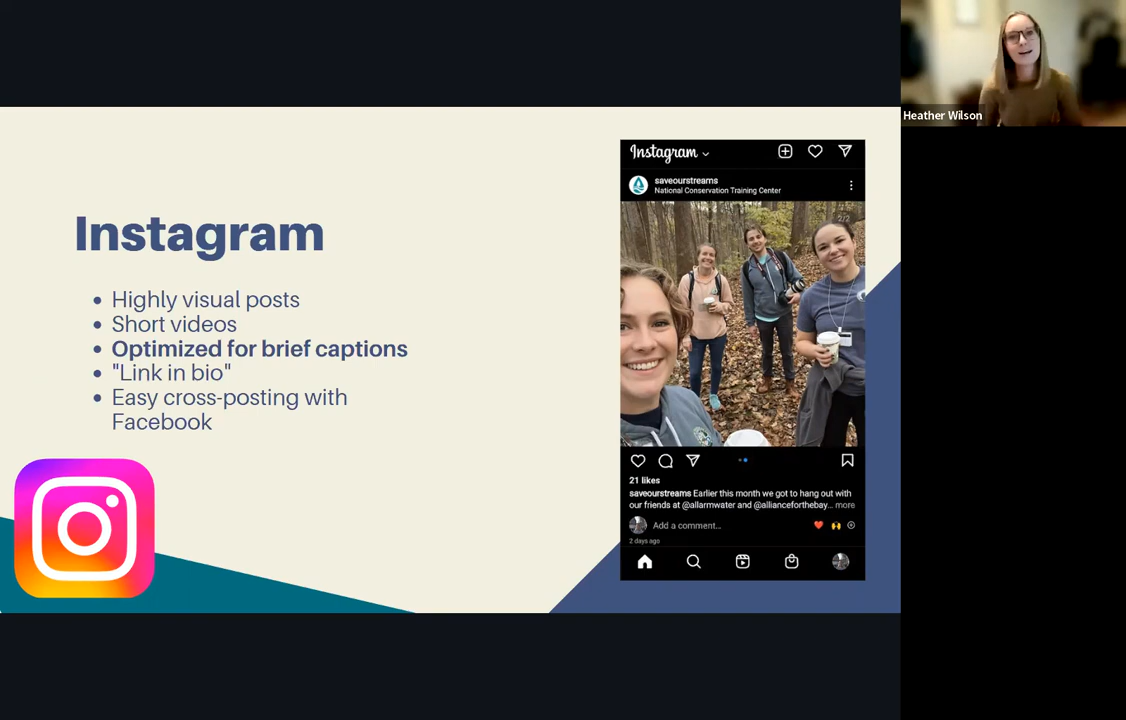 Heather Wilson
Instagram
Highly visual posts
Short videos
Optimized for brief captions
"Link in bio"
Easy cross-posting with
Facebook
Instagram
saveourstreams
National Conservation Training Center
2/2
21 likes
saveourstreams Earlier this month we got to hang out with
our friends at @allarmwater and @allianceforthebay... more
Add a comment...
2 days ago